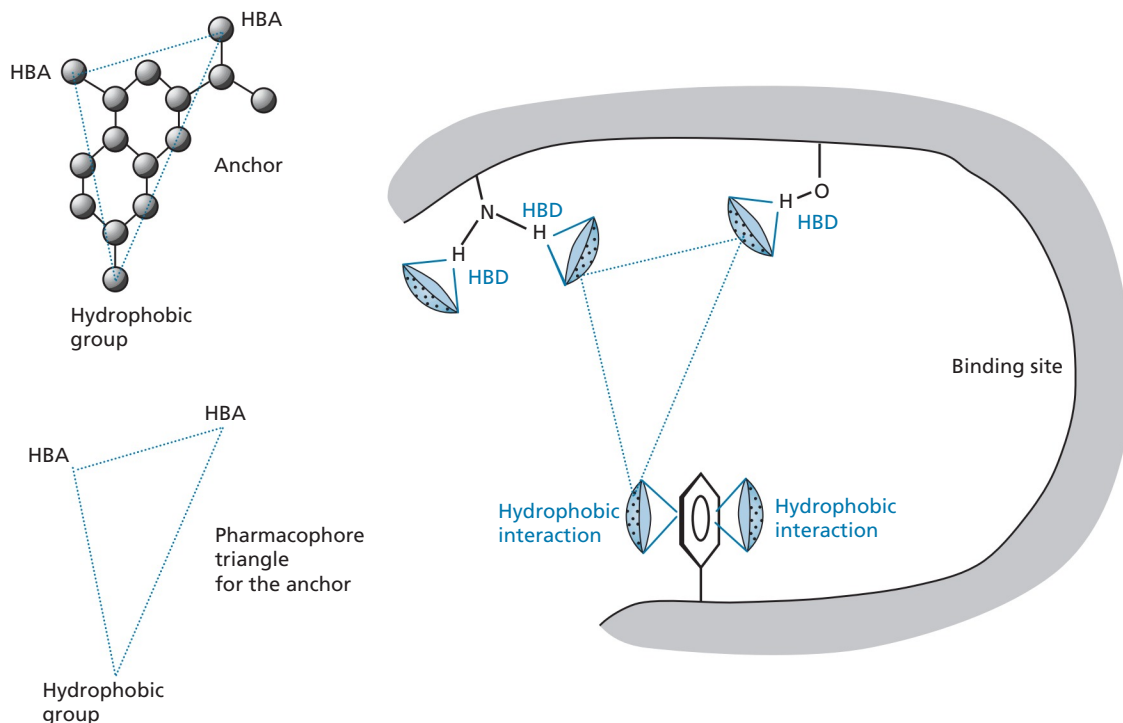 HBA
HBA
Anchor
Hydrophobic
group
HBA
HBA
Pharmacophore
triangle
for the anchor
Hydrophobic
group
N
H
HBD
H
HBD
H
O
HBD
Binding site
Hydrophobic
interaction
Hydrophobic
interaction